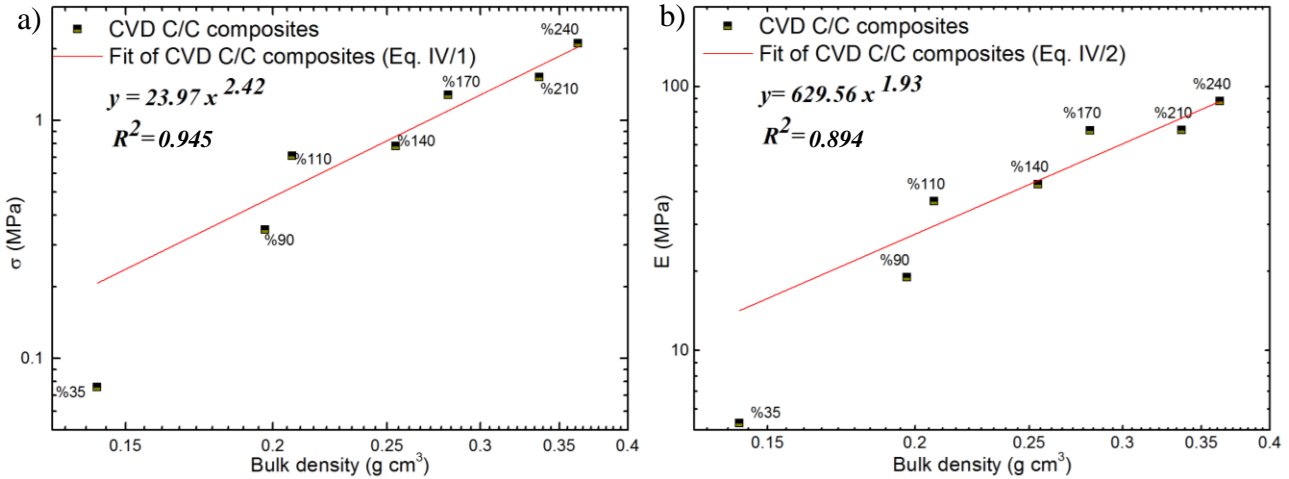 a)
CVD C/C composites
Fit of CVD C/C composites (Eq. IV/1)
y = 23.97 x 2.42
R2= 0.945
%240
%210
%170
%140
%110
%90
%35
1
0.1
σ (MPa)
0.15 0.2 0.25 0.3 0.4
Bulk density (g cm3)
b)
CVD C/C composites
Fit of CVD C/C composites (Eq. IV/2)
y= 629.56 x 1.93
R2= 0.894
%240
%210
%170
%140
%110
%90
%35
100
10
E (MPa)
0.15 0.2 0.25 0.3 0.4
Bulk density (g cm3)